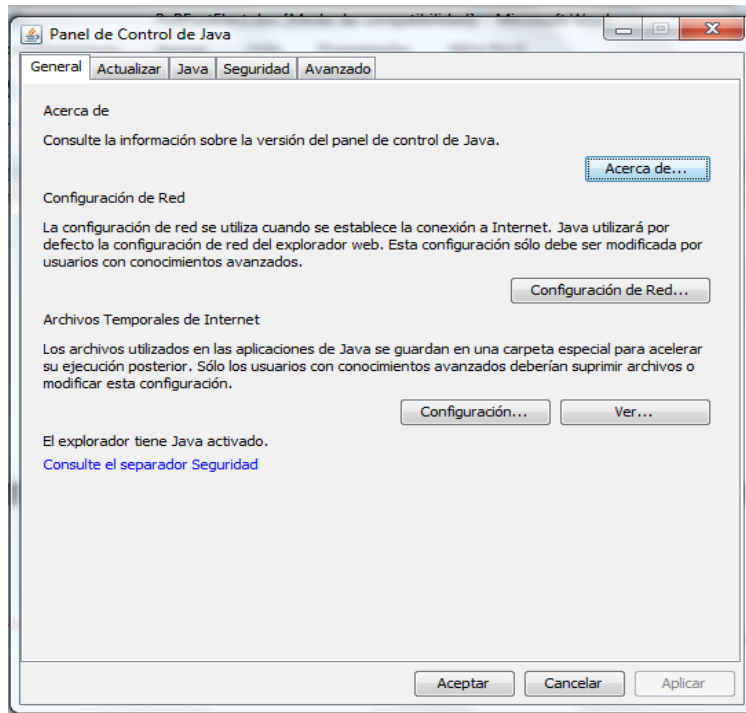 Panel de Control de Java
General Actualizar Java Seguridad Avanzado
Acerca de
Consulte la información sobre la versión del panel de control de Java.
Acerca de...
Configuración de Red
La configuración de red se utiliza cuando se establece la conexión a Internet. Java utilizará por
defecto la configuración de red del explorador web. Esta configuración sólo debe ser modificada por
usuarios con conocimientos avanzados.
Configuración de Red...
Archivos Temporales de Internet
Los archivos utilizados en las aplicaciones de Java se guardan en una carpeta especial para acelerar
su ejecución posterior. Sólo los usuarios con conocimientos avanzados deberían suprimir archivos o
modificar esta configuración.
Configuración... Ver...
El explorador tiene Java activado.
Consulte el separador Seguridad
Aceptar Cancelar Aplicar